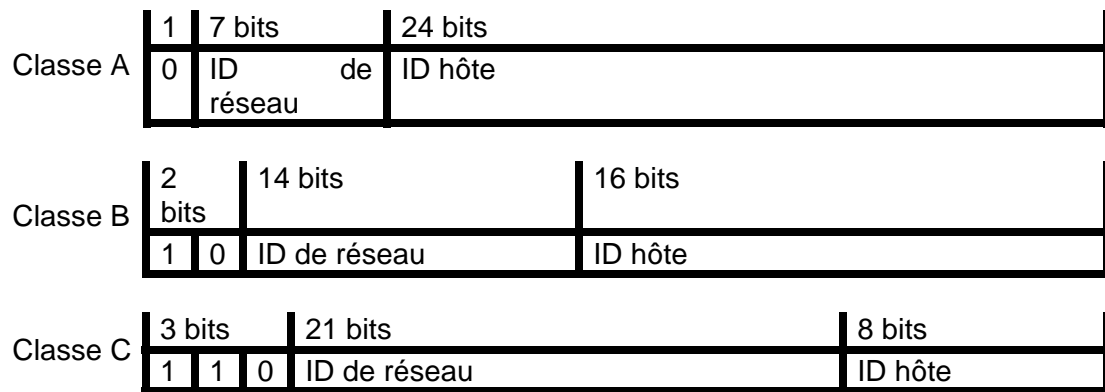 1 7 bits 24 bits
Classe A 0 ID de ID hôte
réseau
2 14 bits 16 bits
bits
Classe B
1 0 ID de réseau ID hôte
3 bits 21 bits 8 bits
Classe C
1 1 0 ID de réseau ID hôte